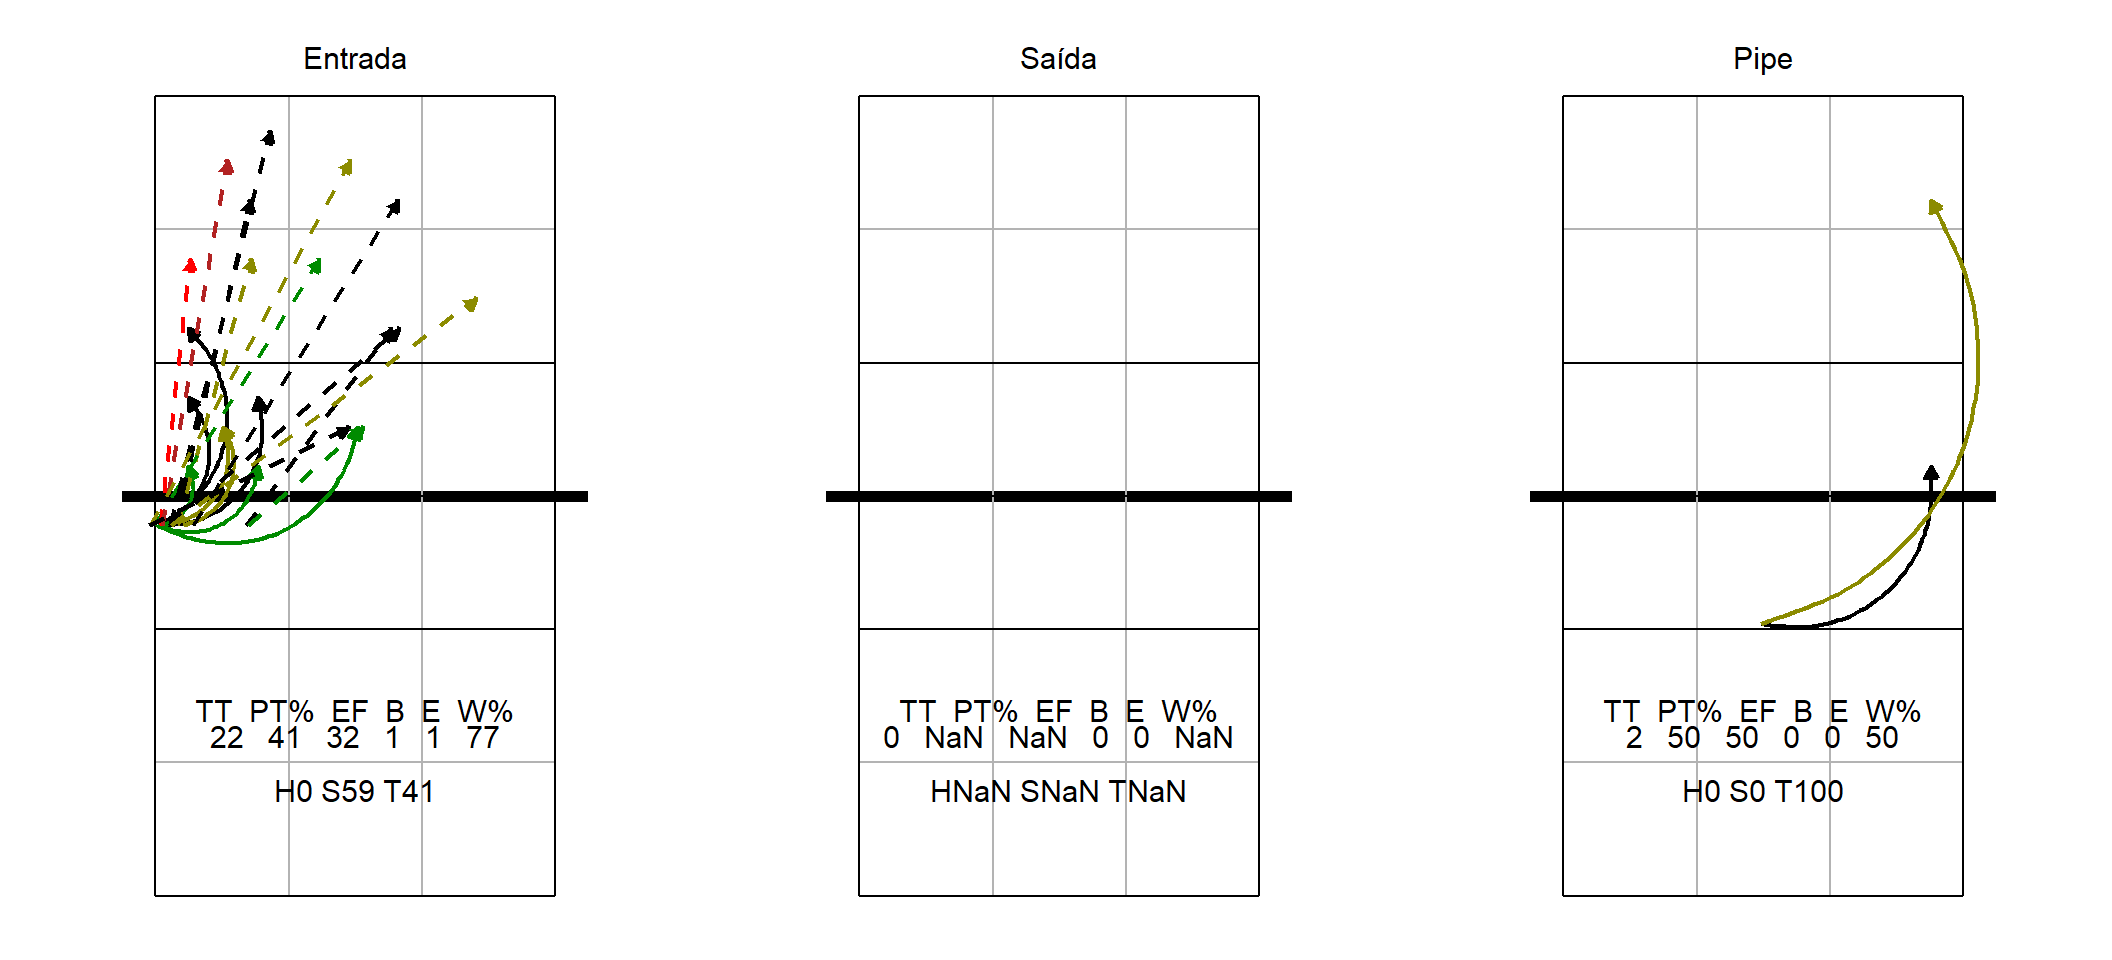 Entrada
TT PT% EF B E W%
22 41 32 1 1 77
H0 S59 T41
Saída
TT PT% EF B E W%
0 NaN NaN 0 0 NaN
HNaN SNaN TNaN
Pipe
TT PT% EF B E W%
2 50 50 0 0 50
H0 S0 T100